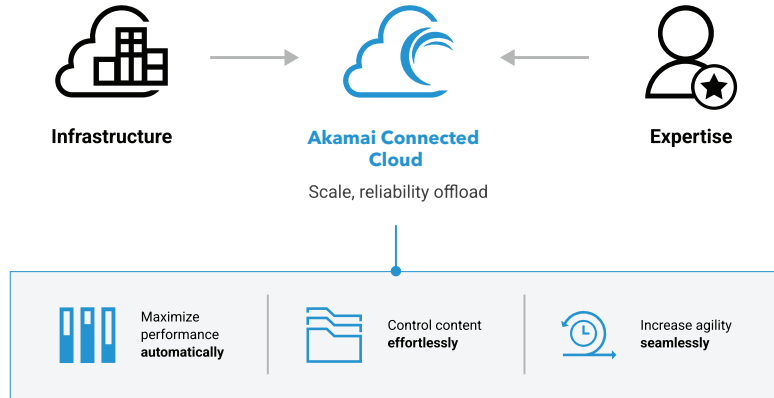 Infrastructure
Akamai Connected
Cloud
Expertise
Scale, reliability offload
Maximize
performance
automatically
Control content
effortlessly
Increase agility
seamlessly